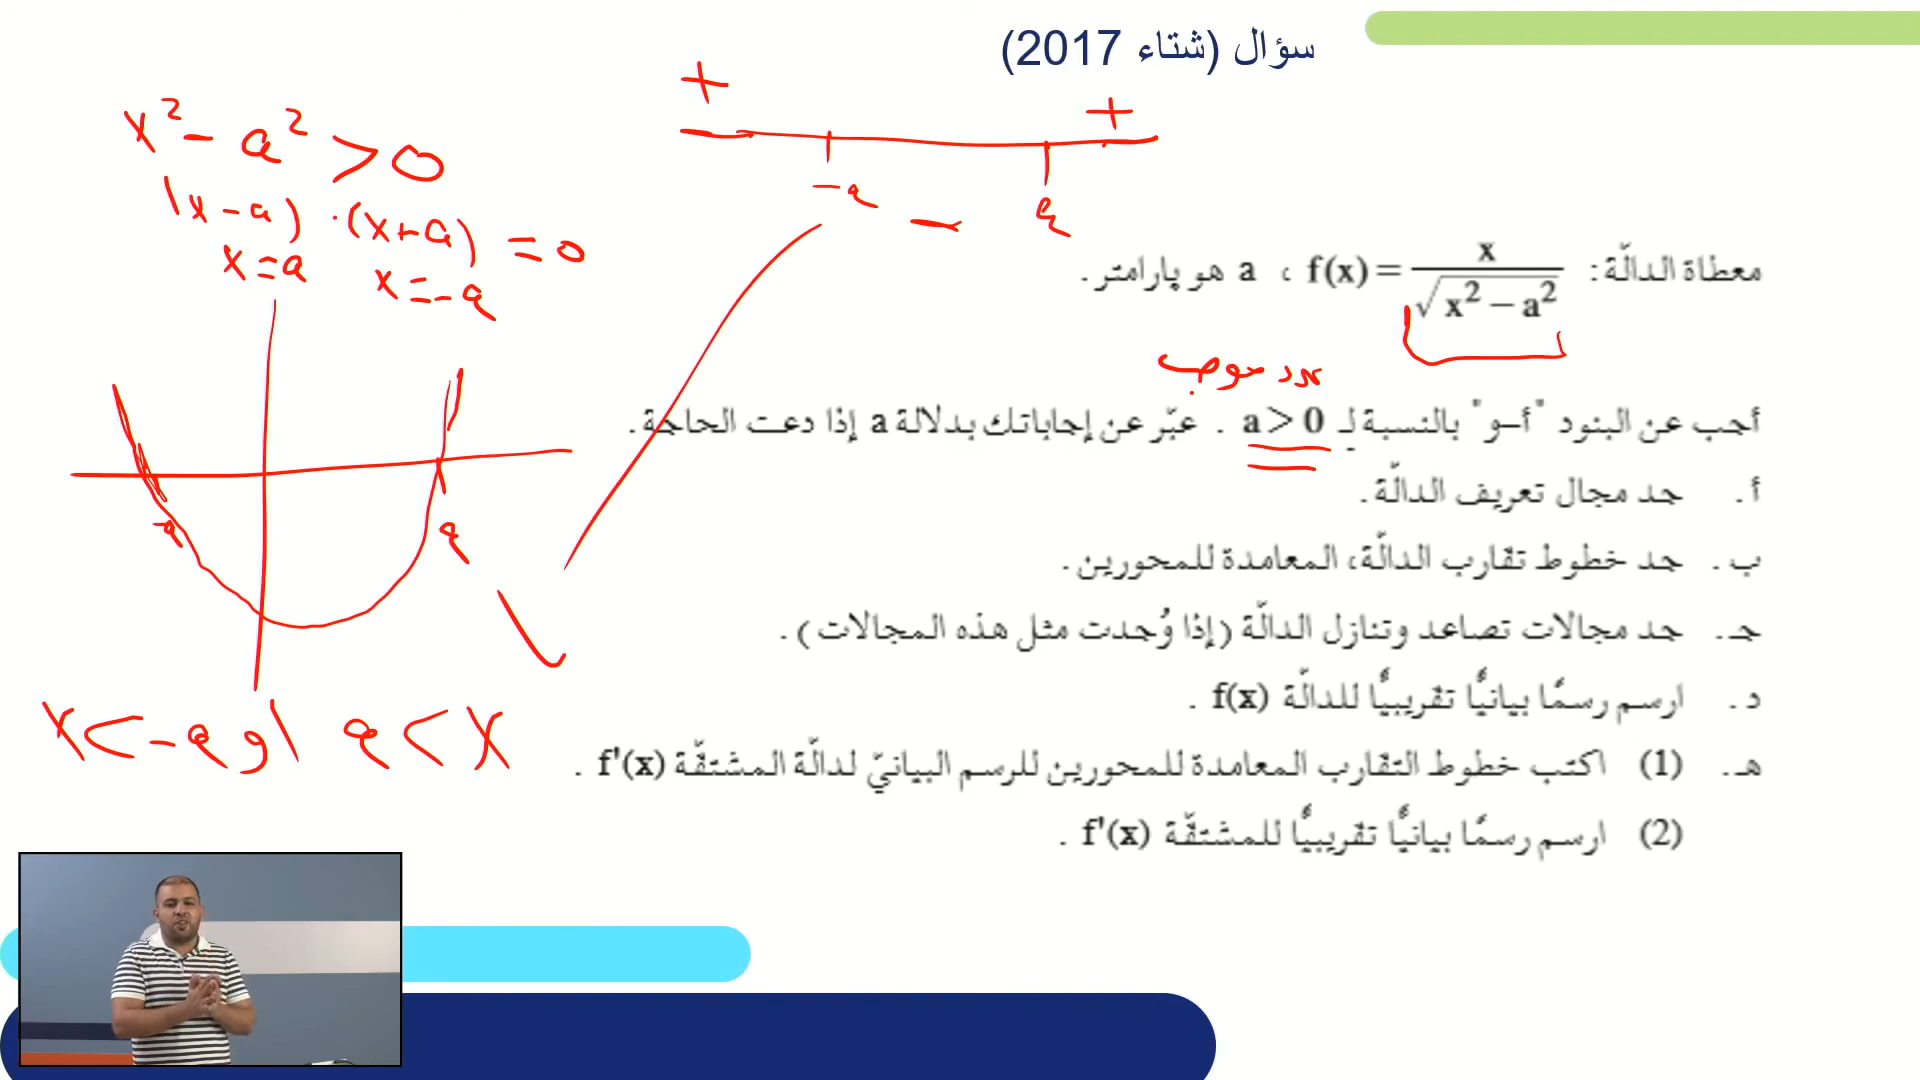 سؤال (شتاء 2017)
x² - a² > 0
(x - a) · (x + a) = 0
x = a x = -a
+ +
-a - a
-a a
x < -a او a < x
معطاة الدالّة: f(x) = x / √(x² - a²) ، a هو پارامتر.
عدد موجب
أجب عن البنود "أ-و" بالنسبة لـ a > 0 . عبّر عن إجاباتك بدلالة a إذا دعت الحاجة.
أ. جد مجال تعريف الدالّة.
ب. جد خطوط تقارب الدالّة، المعامدة للمحورين.
جـ. جد مجالات تصاعد وتنازل الدالّة (إذا وُجدت مثل هذه المجالات).
د. ارسم رسمًا بيانيًّا تقريبيًّا للدالّة f(x) .
هـ. (1) اكتب خطوط التقارب المعامدة للمحورين للرسم البيانيّ لدالّة المشتقّة f'(x) .
(2) ارسم رسمًا بيانيًّا تقريبيًّا للمشتقّة f'(x) .